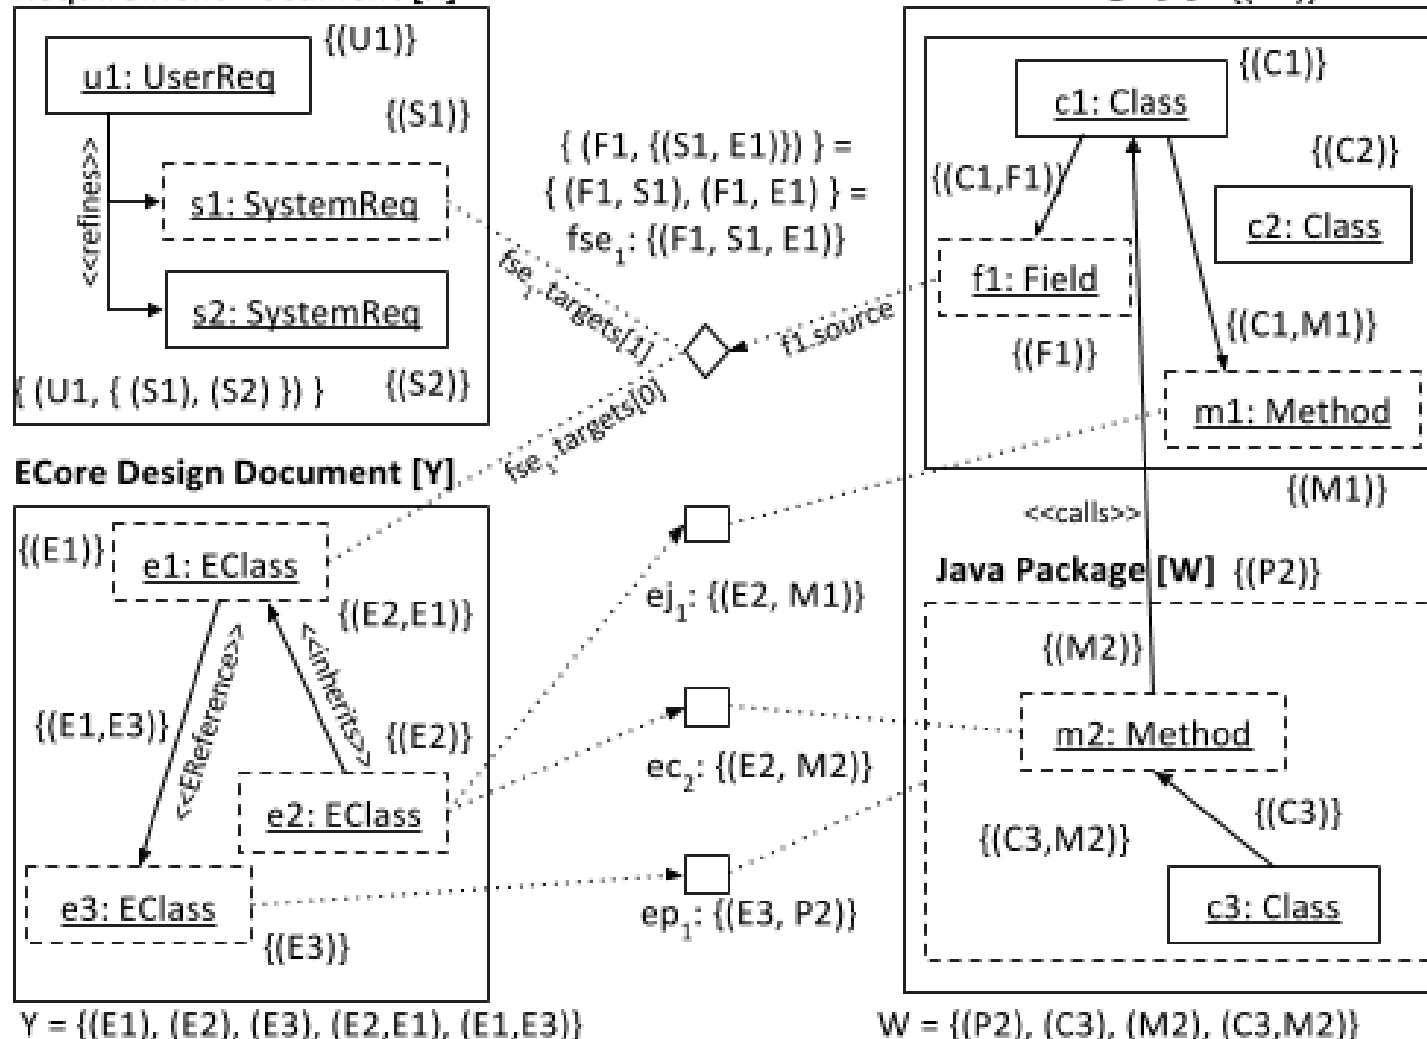 {(U1)}
u1: UserReq
{(S1)}
<<refines>>
s1: SystemReq
s2: SystemReq
{ (U1, { (S1), (S2) }) }
{(S2)}
{ (F1, {(S1, E1)}) } =
{ (F1, S1), (F1, E1) } =
fse1: {(F1, S1, E1)}
fse1.targets[1]
fse1.targets[0]
f1.source
{(C1)}
c1: Class
{(C2)}
{(C1,F1)}
c2: Class
f1: Field
{(C1,M1)}
{(F1)}
m1: Method
{(M1)}
ECore Design Document [Y]
{(E1)}
e1: EClass
{(E2,E1)}
<<EReference>>
<<inherits>>
{(E1,E3)}
{(E2)}
e2: EClass
e3: EClass
{(E3)}
Y = {(E1), (E2), (E3), (E2,E1), (E1,E3)}
ej1: {(E2, M1)}
ec2: {(E2, M2)}
ep1: {(E3, P2)}
<<calls>>
Java Package [W] {(P2)}
{(M2)}
m2: Method
{(C3)}
{(C3,M2)}
c3: Class
W = {(P2), (C3), (M2), (C3,M2)}